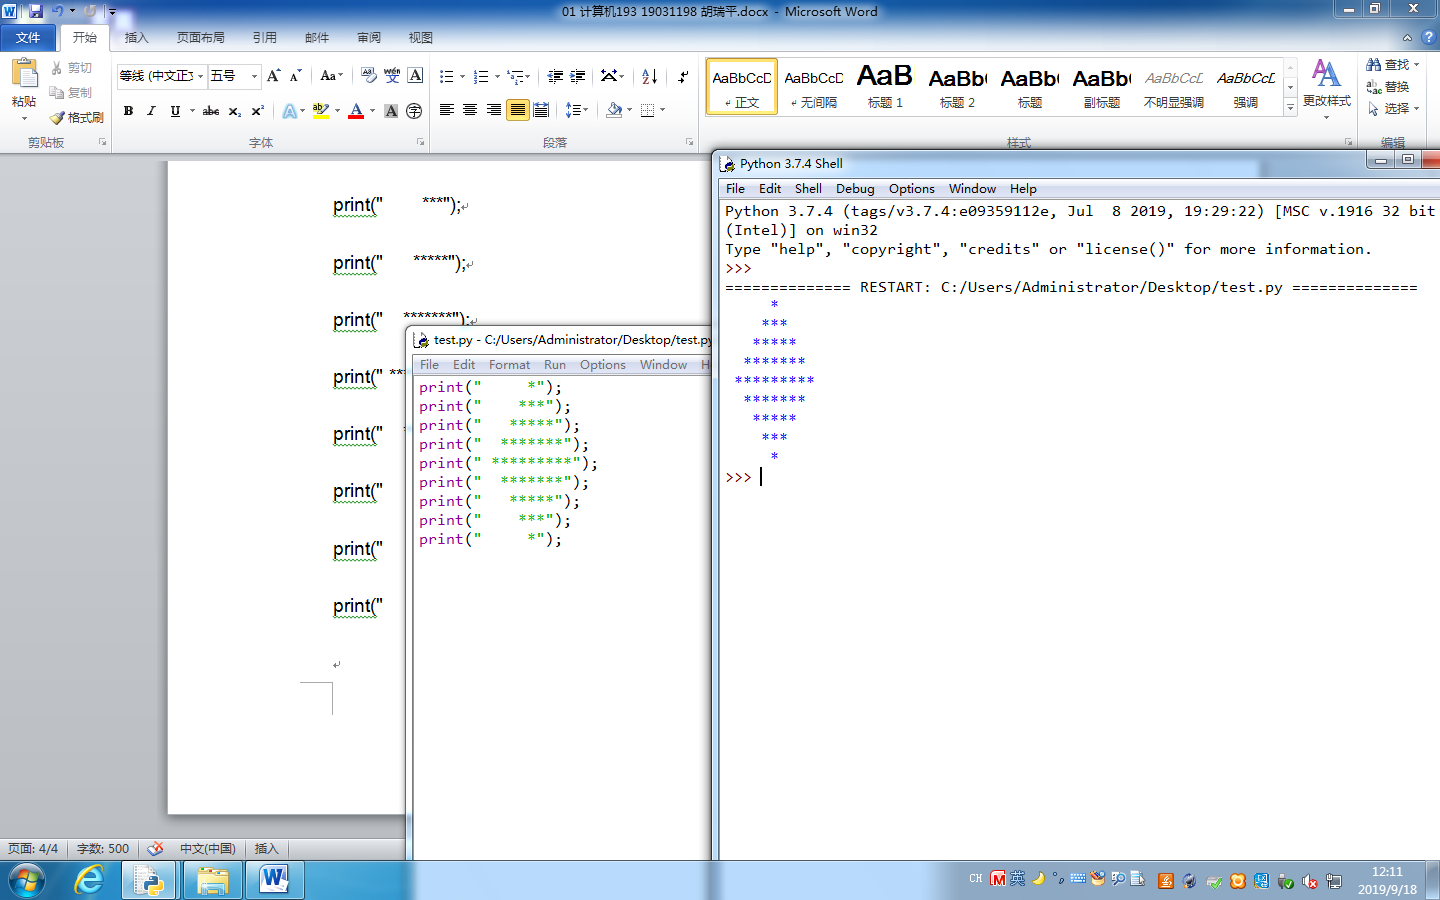 01 计算机193 19031198 胡瑞平.docx - Microsoft Word
文件 开始 插入 页面布局 引用 邮件 审阅 视图
粘贴 剪切 复制 格式刷
等线 (中文正文 五号
更改样式
查找 替换 选择
AaBbCcD AaBbCcD AaB AaBb( AaBb( AaBb( AaBbCcL AaBbCcL
正文 无间隔 标题 1 标题 2 标题 副标题 不明显强调 强调
剪贴板 字体 段落 样式 编辑
print("        ***");
print("      *****");
print("    *******");
print(" ***
print("    *
print("
print("
print("
test.py - C:/Users/Administrator/Desktop/test.py
File Edit Format Run Options Window H
print("     *");
print("    ***");
print("   *****");
print("  *******");
print(" *********");
print("  *******");
print("   *****");
print("    ***");
print("     *");
Python 3.7.4 Shell
File Edit Shell Debug Options Window Help
Python 3.7.4 (tags/v3.7.4:e09359112e, Jul  8 2019, 19:29:22) [MSC v.1916 32 bit
(Intel)] on win32
Type "help", "copyright", "credits" or "license()" for more information.
>>>
============== RESTART: C:/Users/Administrator/Desktop/test.py ==============
     *
    ***
   *****
  *******
 *********
  *******
   *****
    ***
     *
>>>
页面: 4/4 字数: 500 中文(中国) 插入
CH 英 12:11
2019/9/18